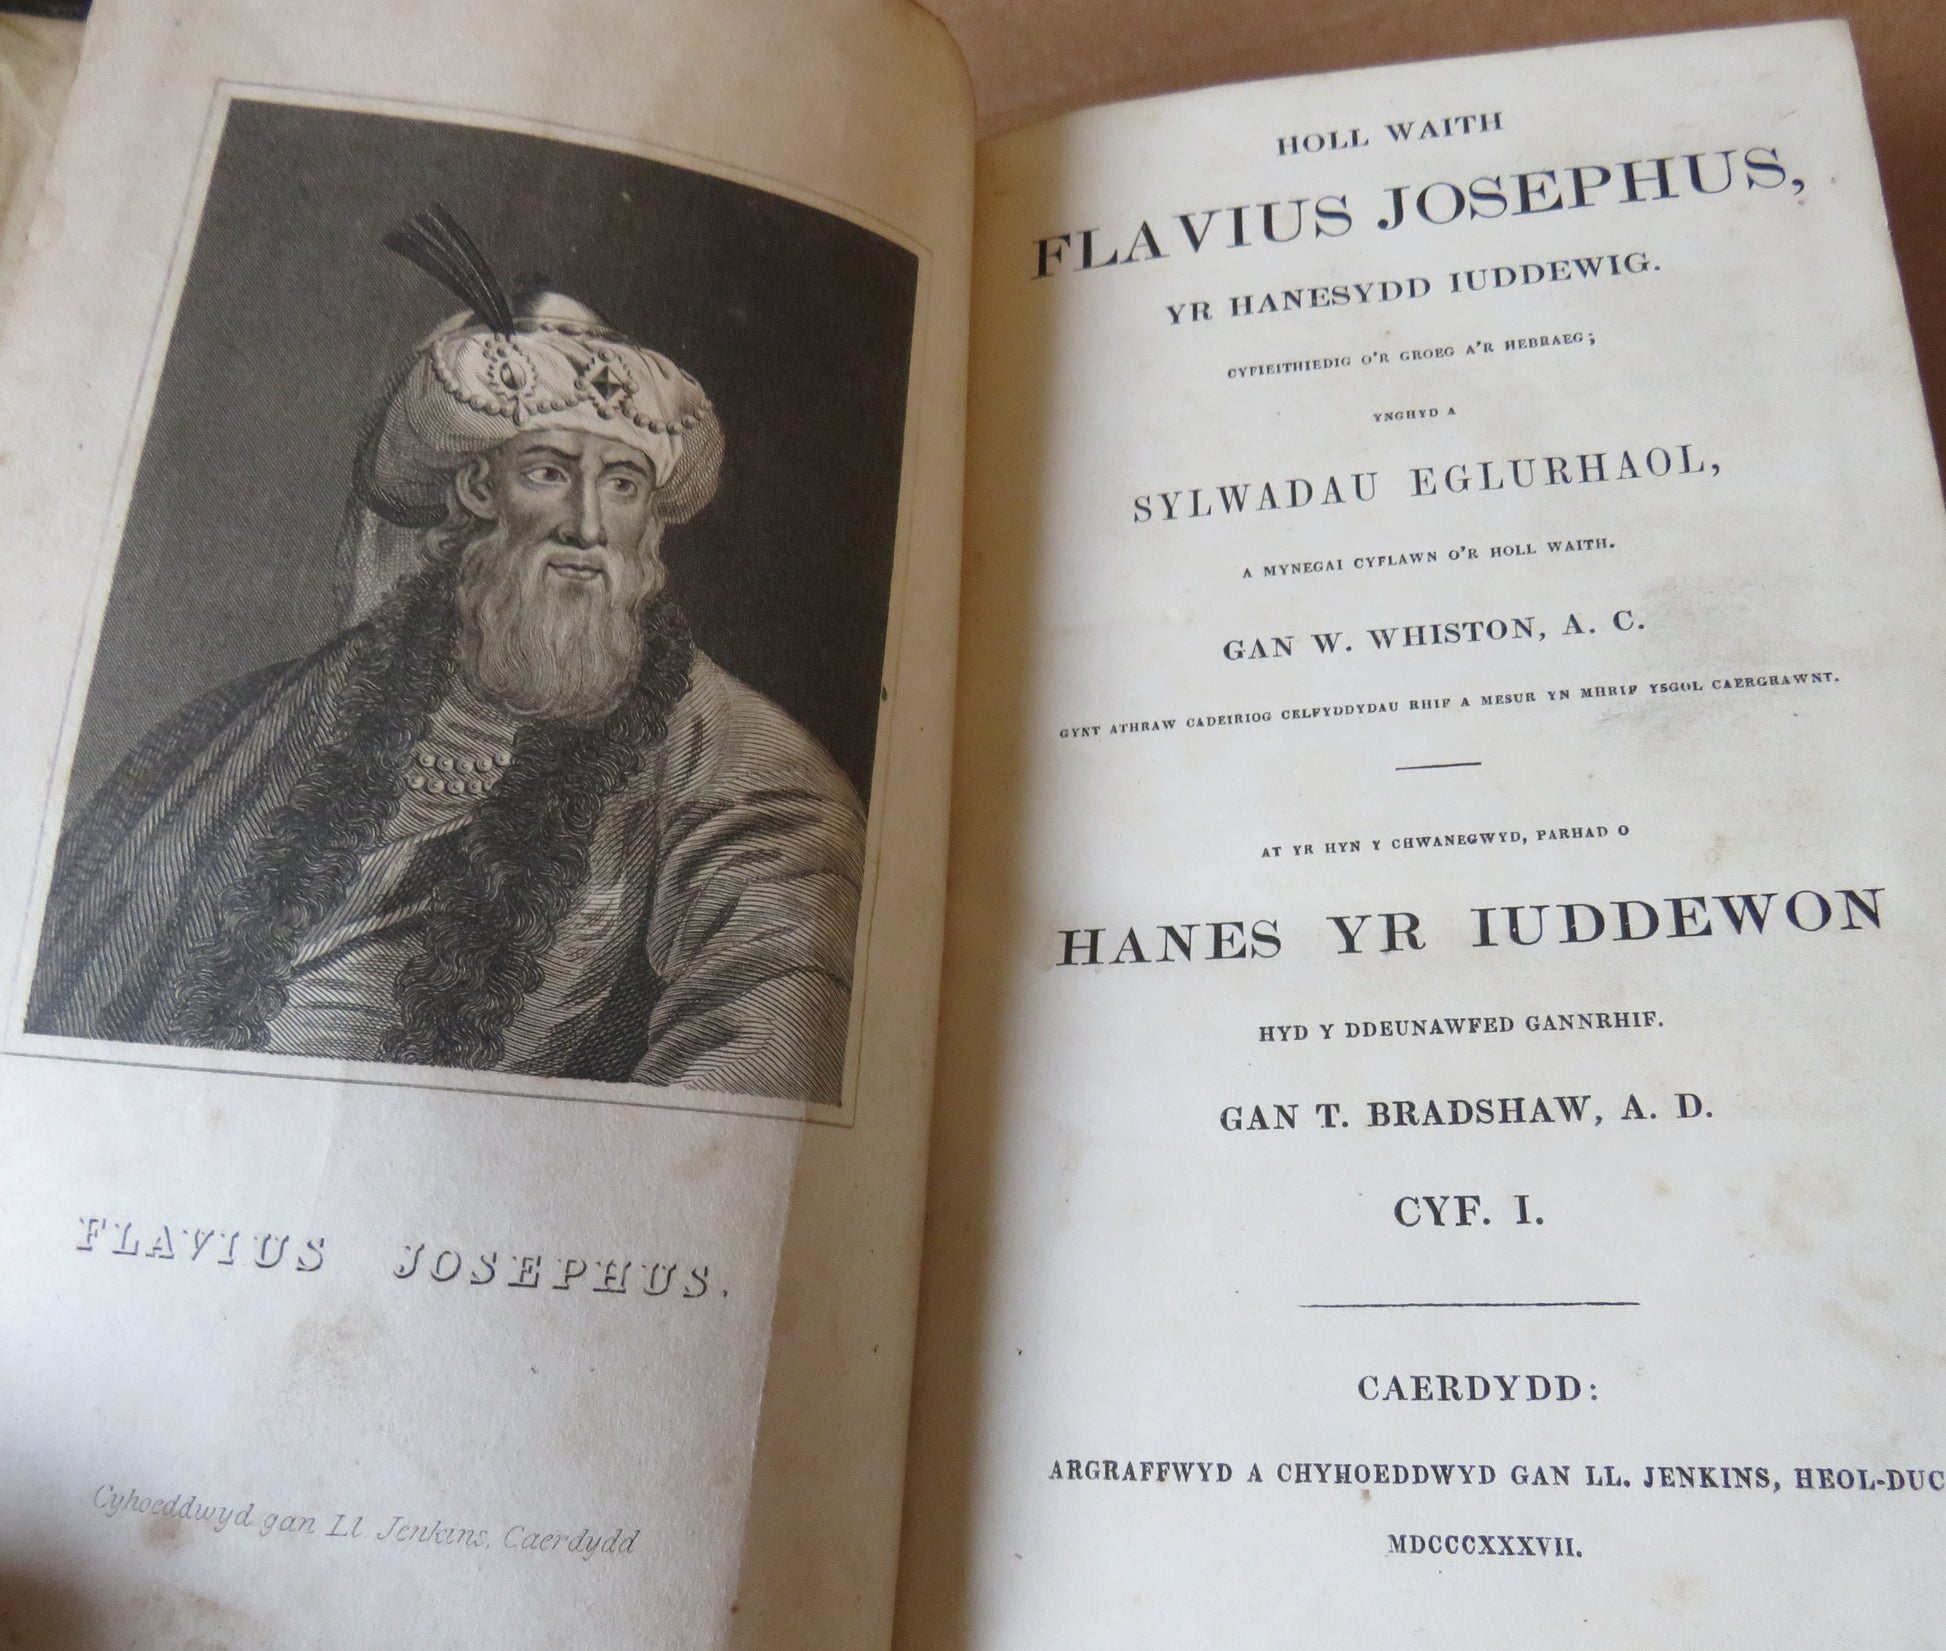 FLAVIUS JOSEPHUS.
Cyhoeddwyd gan Ll. Jenkins, Caerdydd
HOLL WAITH
FLAVIUS JOSEPHUS,
YR HANESYDD IUDDEWIG.
CYFIEITHIEDIG O'R GROEG A'R HEBRAEG;
YNGHYD A
SYLWADAU EGLURHAOL,
A MYNEGAI CYFLAWN O'R HOLL WAITH.
GAN W. WHISTON, A. C.
GYNT ATHRAW CADEIRIOG CELFYDDYDAU RHIF A MESUR YN MHRIF YSGOL CAERGRAWNT.
AT YR HYN Y CHWANEGWYD, PARHAD O
HANES YR IUDDEWON
HYD Y DDEUNAWFED GANNRHIF.
GAN T. BRADSHAW, A. D.
CYF. I.
CAERDYDD:
ARGRAFFWYD A CHYHOEDDWYD GAN LL. JENKINS, HEOL-DUC
MDCCCXXXVII.